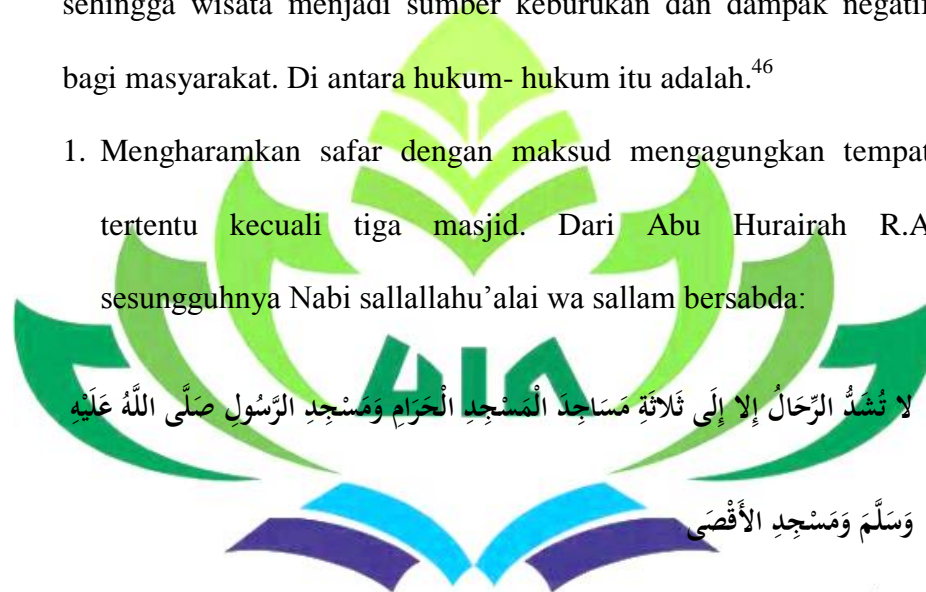 sehingga wisata menjadi sumber keburukan dan dampak negatif
bagi masyarakat. Di antara hukum- hukum itu adalah.46
1. Mengharamkan safar dengan maksud mengagungkan tempat
tertentu kecuali tiga masjid. Dari Abu Hurairah R.A
sesungguhnya Nabi sallallahu’alai wa sallam bersabda:
لا تُشَدُّ الرِّحَالُ إِلا إِلَى ثَلاثَةِ مَسَاجِدَ الْمَسْجِدِ الْحَرَامِ وَمَسْجِدِ الرَّسُولِ صَلَّى اللَّهُ عَلَيْهِ
وَسَلَّمَ وَمَسْجِدِ الأَقْصَى